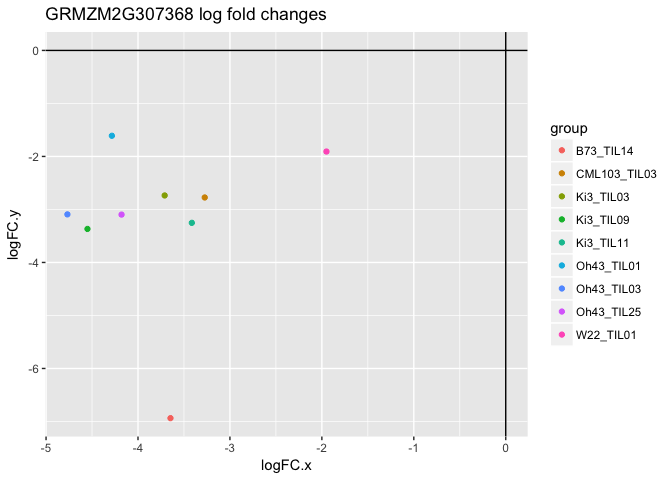 GRMZM2G307368 log fold changes
0
-2
-4
-6
logFC.y
-5
-4
-3
-2
-1
0
logFC.x
group
B73_TIL14
CML103_TIL03
Ki3_TIL03
Ki3_TIL09
Ki3_TIL11
Oh43_TIL01
Oh43_TIL03
Oh43_TIL25
W22_TIL01